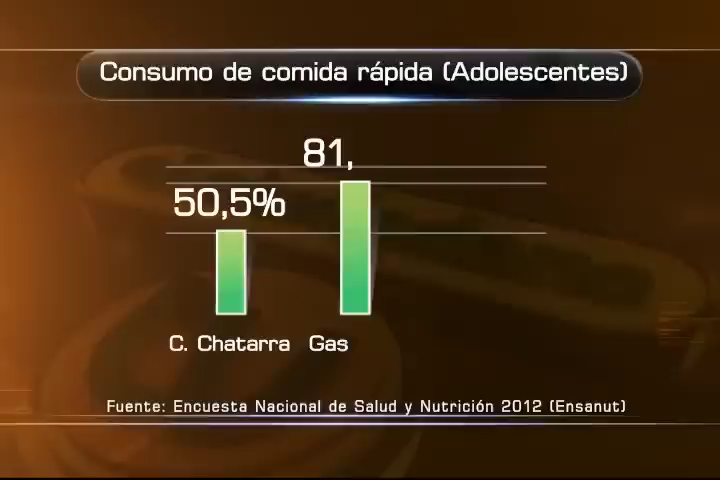 Consumo de comida rápida (Adolescentes)
81,
50,5%
C. Chatarra Gas
Fuente: Encuesta Nacional de Salud y Nutrición 2012 (Ensanut)